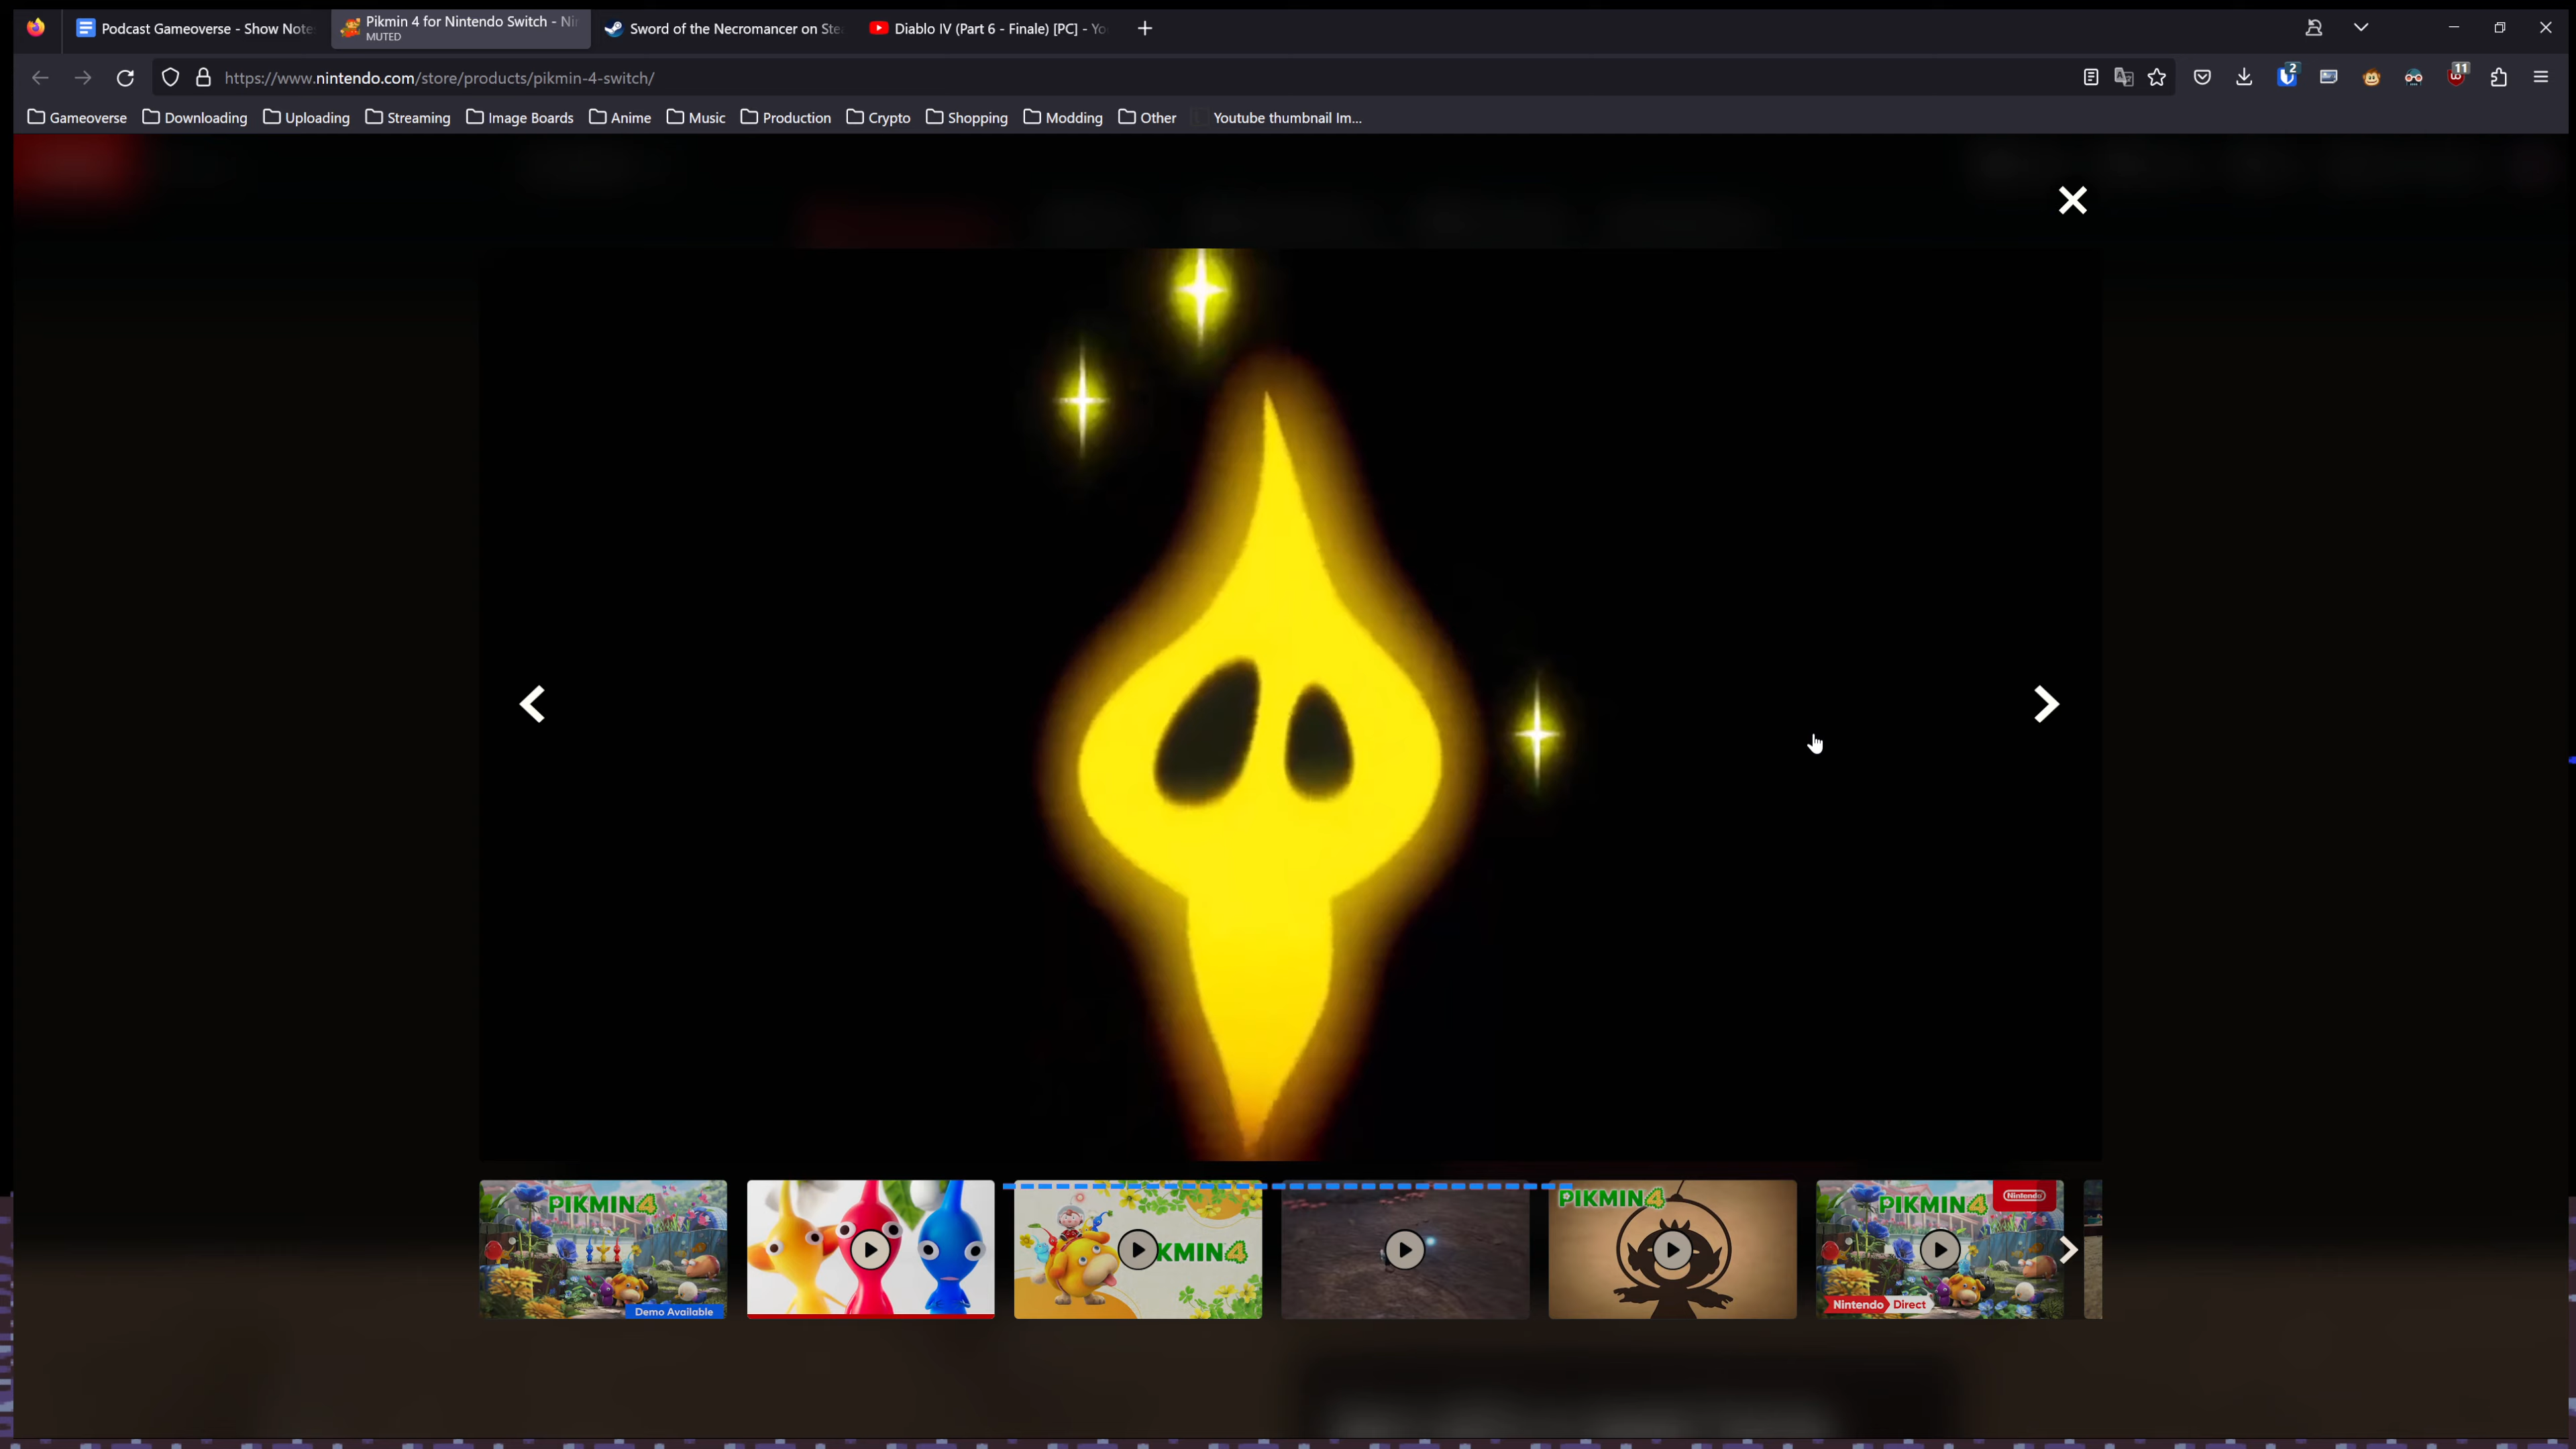 Podcast Gameoverse - Show Note
Pikmin 4 for Nintendo Switch - Nin
MUTED
Sword of the Necromancer on Ste
Diablo IV (Part 6 - Finale) [PC] - Yo
https://www.nintendo.com/store/products/pikmin-4-switch/
2
11
Gameoverse
Downloading
Uploading
Streaming
Image Boards
Anime
Music
Production
Crypto
Shopping
Modding
Other
Youtube thumbnail Im...
PIKMIN4
Demo Available
KMIN4
PIKMIN4
PIKMIN4
Nintendo
Nintendo Direct